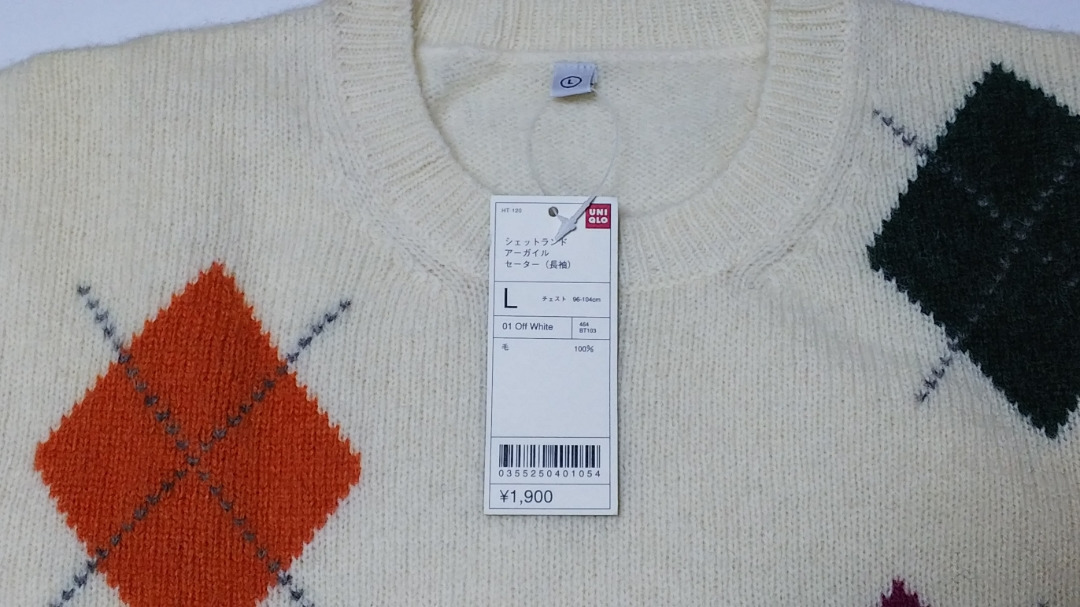 L
HT 120
UNI
QLO
シェットランド
アーガイル
セーター（長袖）
L チェスト 96-104cm
01 Off White
464
BT103
毛 100%
0355250401054
¥1,900